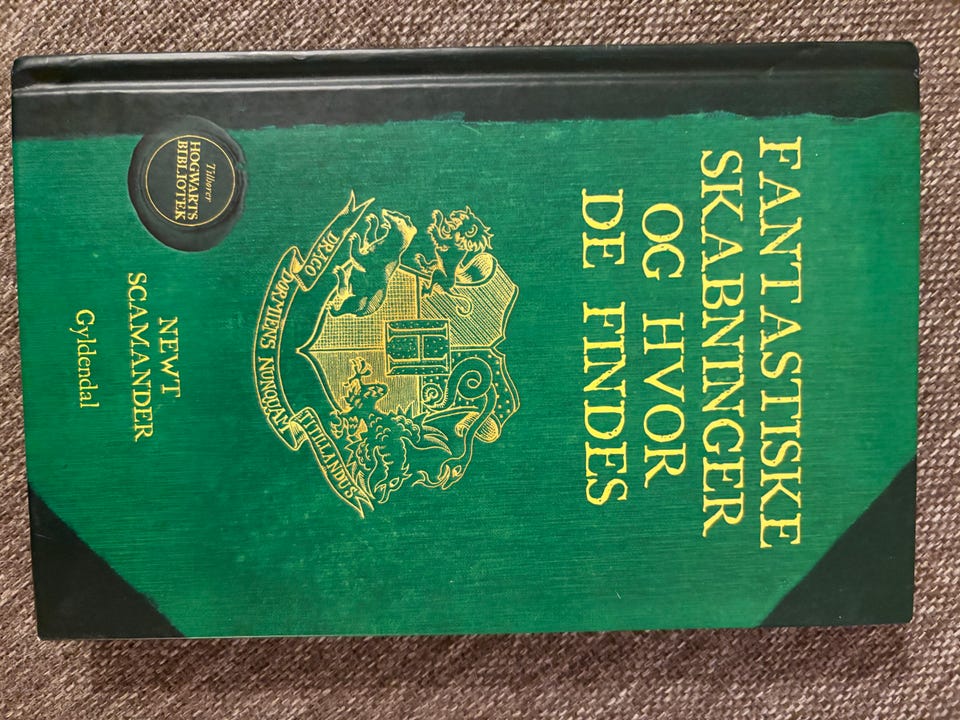 FANTASTISKE
SKABNINGER
OG HVOR
DE FINDES
DRACO DORMIENS NUNQUAM TITILLANDUS
H
Tilhører
HOGWARTS
BIBLIOTEK
NEWT
SCAMANDER
Gyldendal